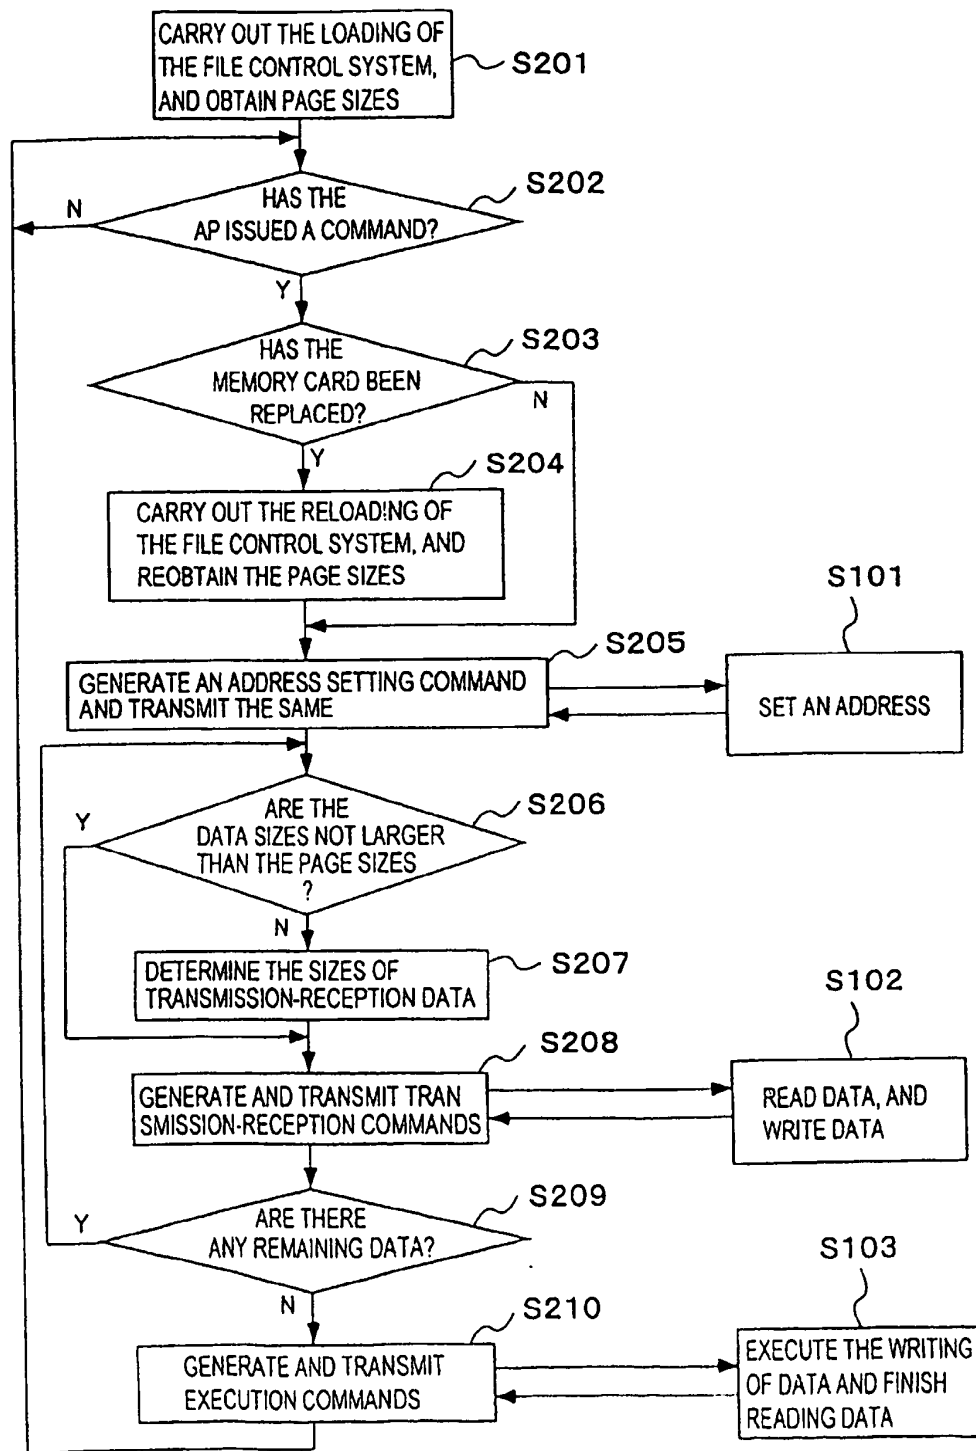 CARRY OUT THE LOADING OF
THE FILE CONTROL SYSTEM,
AND OBTAIN PAGE SIZES
S201
S202
HAS THE
AP ISSUED A COMMAND?
N
Y
S203
HAS THE
MEMORY CARD BEEN
REPLACED?
N
Y
S204
CARRY OUT THE RELOADING OF
THE FILE CONTROL SYSTEM, AND
REOBTAIN THE PAGE SIZES
S101
S205
GENERATE AN ADDRESS SETTING COMMAND
AND TRANSMIT THE SAME
SET AN ADDRESS
S206
ARE THE
DATA SIZES NOT LARGER
THAN THE PAGE SIZES
?
Y
N
S207
DETERMINE THE SIZES OF
TRANSMISSION-RECEPTION DATA
S102
S208
GENERATE AND TRANSMIT TRAN
SMISSION-RECEPTION COMMANDS
READ DATA, AND
WRITE DATA
S209
ARE THERE
ANY REMAINING DATA?
Y
N
S103
S210
GENERATE AND TRANSMIT
EXECUTION COMMANDS
EXECUTE THE WRITING
OF DATA AND FINISH
READING DATA